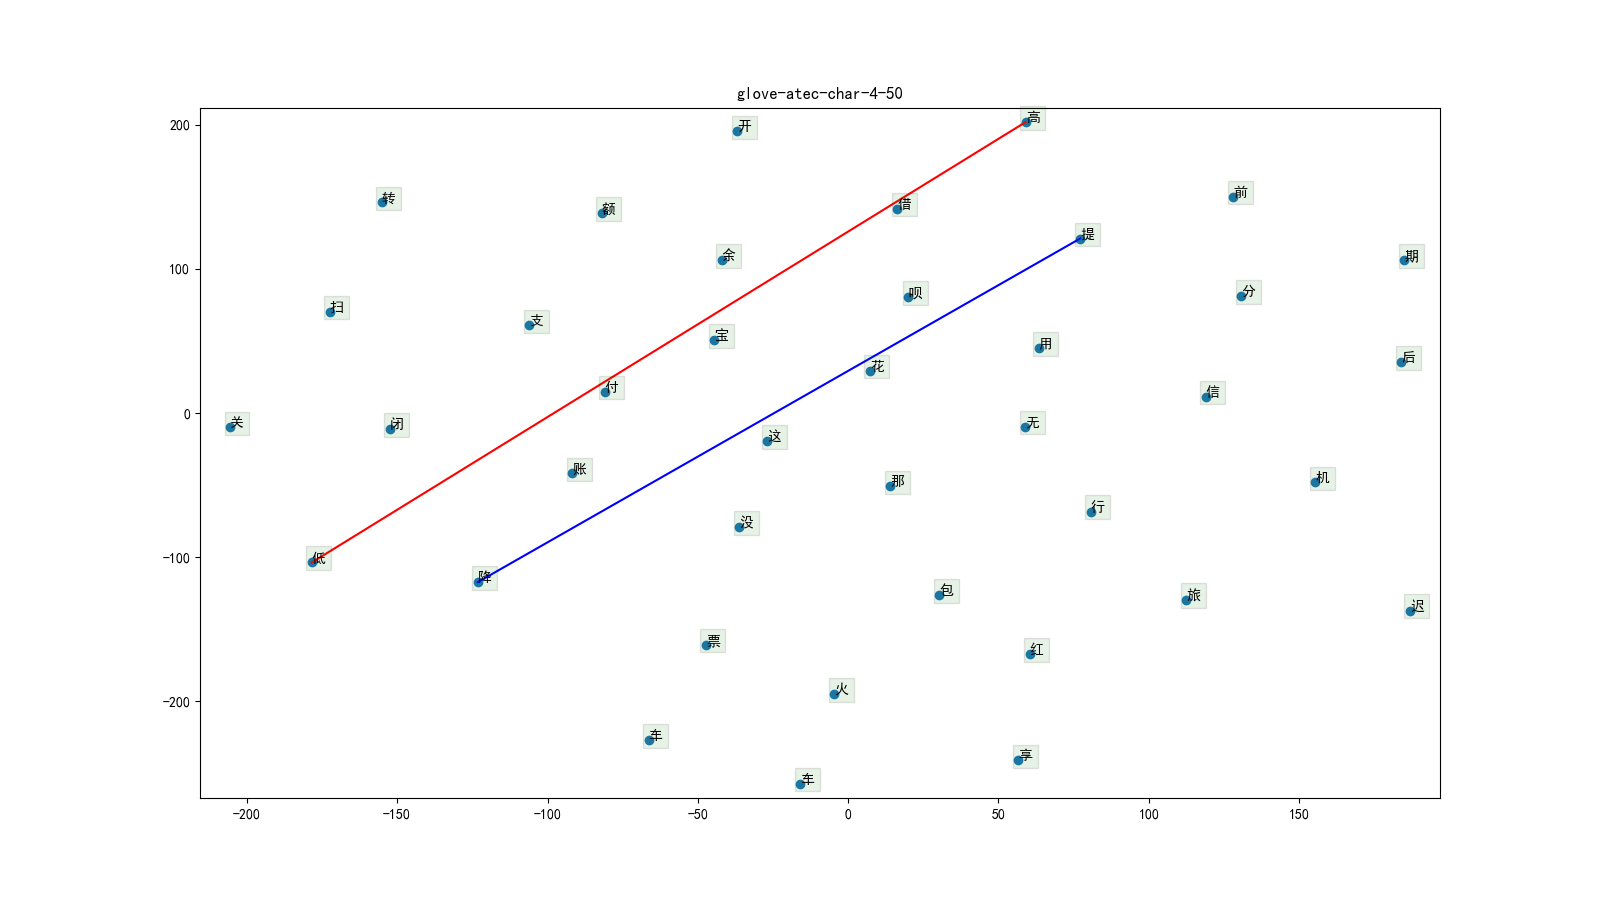 glove-atec-char-4-50
200
高
开
前
转
借
额
提
余
期
100
呗
分
扫
支
宝
用
后
花
付
信
关
闭
无
0
这
账
那
机
行
没
低
-100
降
包
旅
迟
票
红
火
-200
车
享
车
-200
-150
-100
-50
0
50
100
150